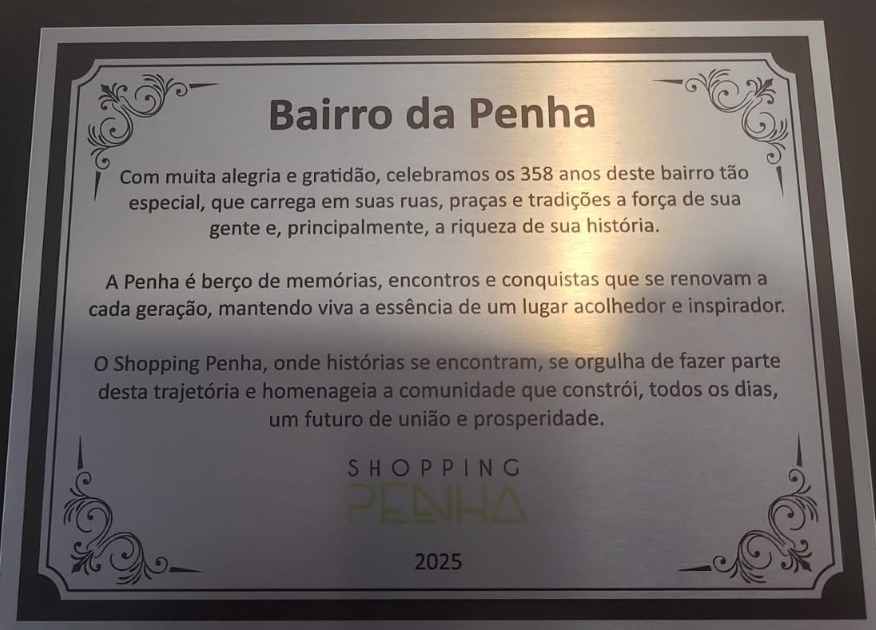 Bairro da Penha
Com muita alegria e gratidão, celebramos os 358 anos deste bairro tão
especial, que carrega em suas ruas, praças e tradições a força de sua
gente e, principalmente, a riqueza de sua história.
A Penha é berço de memórias, encontros e conquistas que se renovam a
cada geração, mantendo viva a essência de um lugar acolhedor e inspirador.
O Shopping Penha, onde histórias se encontram, se orgulha de fazer parte
desta trajetória e homenageia a comunidade que constrói, todos os dias,
um futuro de união e prosperidade.
SHOPPING
PENHA
2025